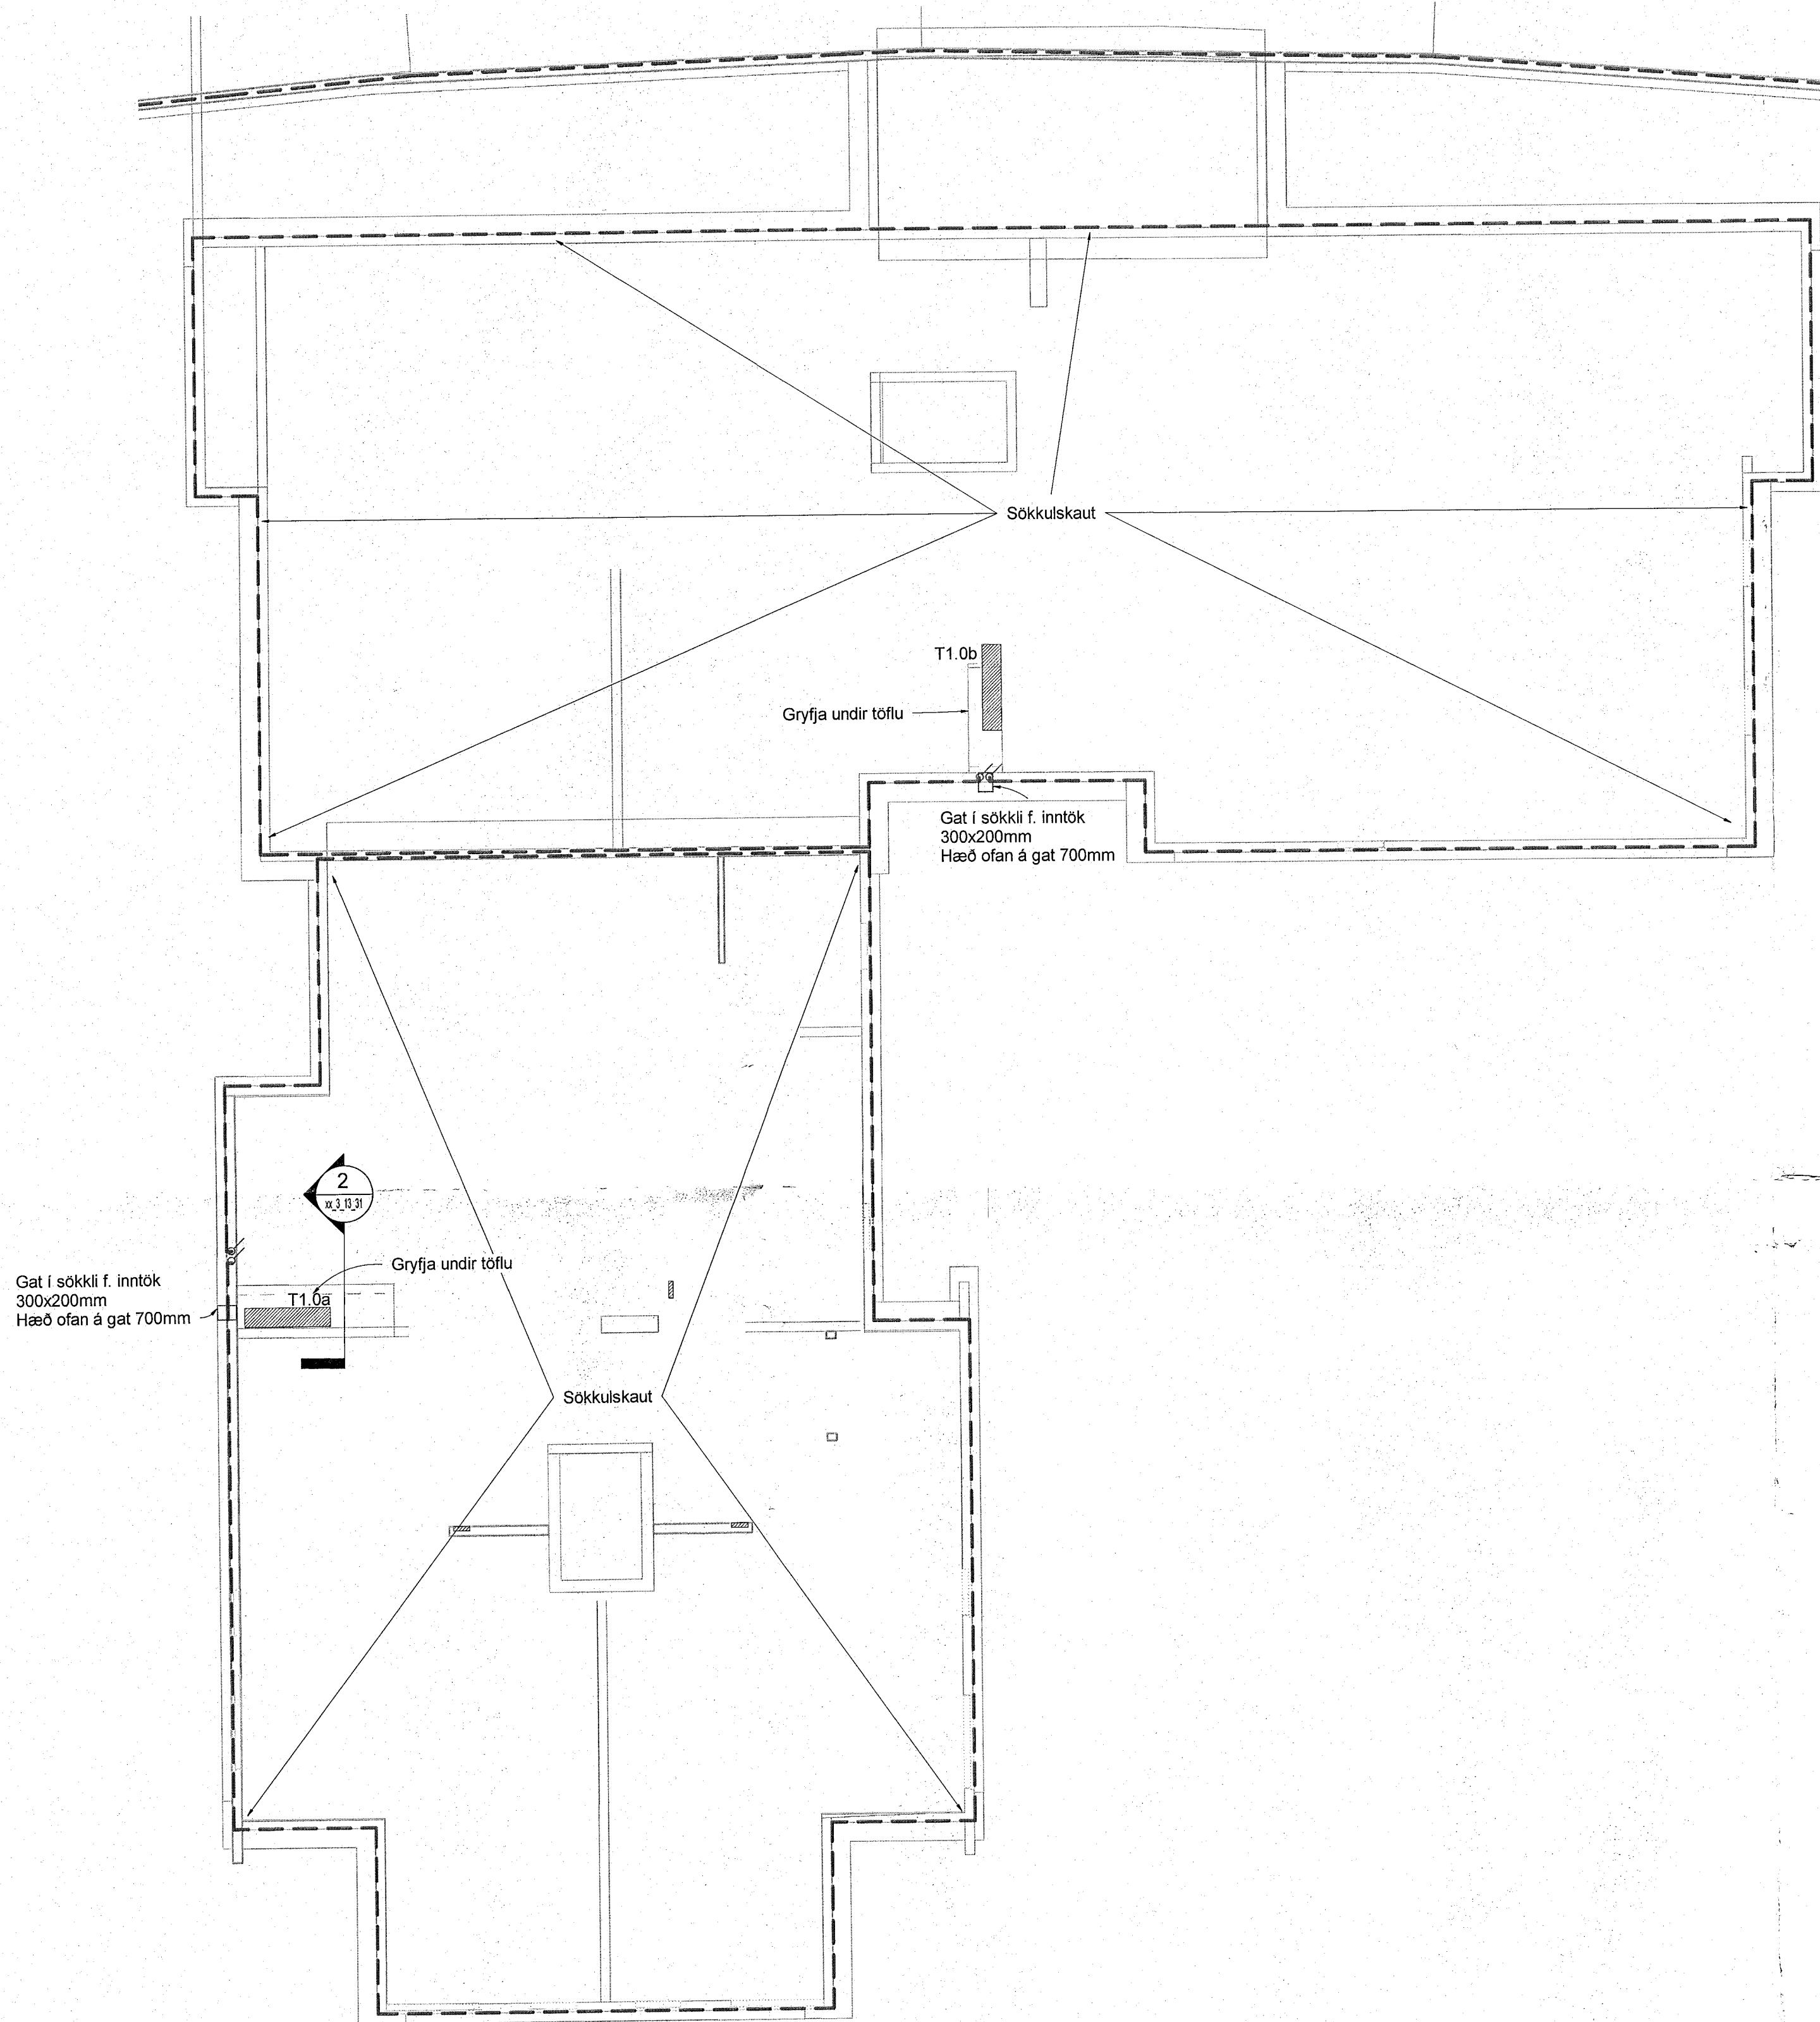 Sökkulskaut
T1.0b
Gryfja undir töflu
Gat í sökkli f. inntök
300x200mm
Hæð ofan á gat 700mm
2
xx_3_13_31
Gryfja undir töflu
T1.0a
Gat í sökkli f. inntök
300x200mm
Hæð ofan á gat 700mm
Sökkulskaut